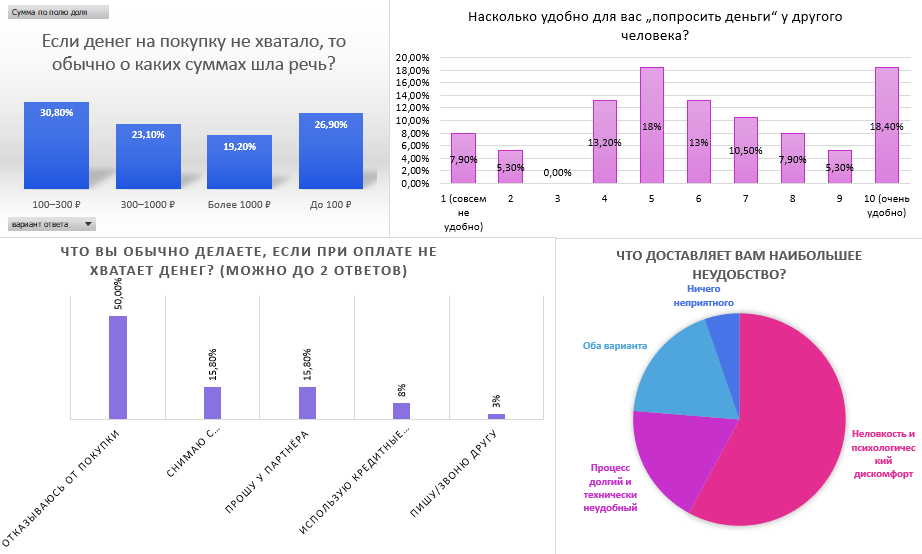 Сумма по полю доля
Если денег на покупку не хватало, то
обычно о каких суммах шла речь?
30,80%
23,10%
19,20%
26,90%
100–300 ₽
300–1000 ₽
Более 1000 ₽
До 100 ₽
вариант ответа
Насколько удобно для вас „попросить деньги“ у другого
человека?
20,00%
18,00%
16,00%
14,00%
12,00%
10,00%
8,00%
6,00%
4,00%
2,00%
0,00%
7,90%
5,30%
0,00%
13,20%
18%
13%
10,50%
7,90%
5,30%
18,40%
1 (совсем
не
удобно)
2
3
4
5
6
7
8
9
10 (очень
удобно)
ЧТО ВЫ ОБЫЧНО ДЕЛАЕТЕ, ЕСЛИ ПРИ ОПЛАТЕ НЕ
ХВАТАЕТ ДЕНЕГ? (МОЖНО ДО 2 ОТВЕТОВ)
50,00%
15,80%
15,80%
8%
3%
ОТКАЗЫВАЮСЬ ОТ ПОКУПКИ
СНИМАЮ С…
ПРОШУ У ПАРТНЁРА
ИСПОЛЬЗУЮ КРЕДИТНЫЕ…
ПИШУ/ЗВОНЮ ДРУГУ
ЧТО ДОСТАВЛЯЕТ ВАМ НАИБОЛЬШЕЕ
НЕУДОБСТВО?
Ничего
неприятного
Оба варианта
Процесс
долгий и
технически
неудобный
Неловкость и
психологичес
кий
дискомфорт